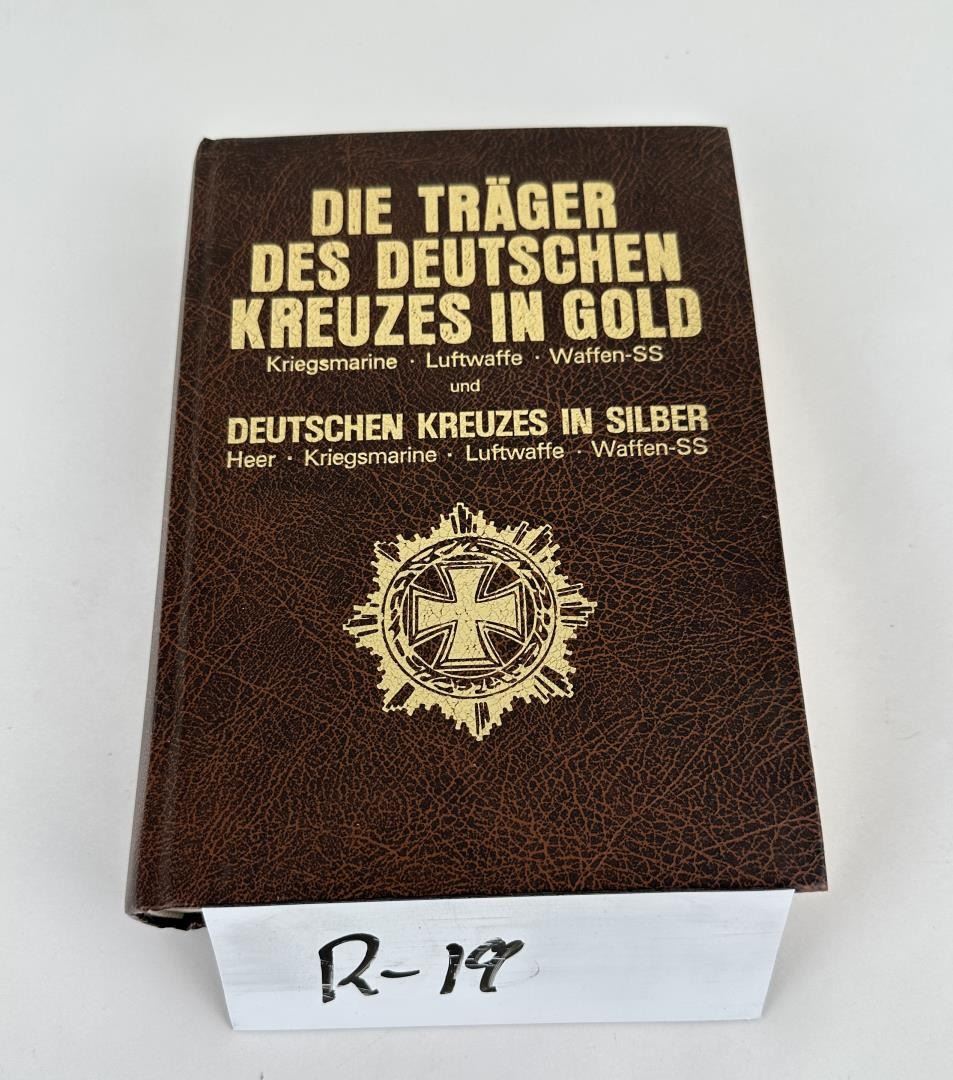 DIE TRÄGER
DES DEUTSCHEN
KREUZES IN GOLD
Kriegsmarine · Luftwaffe · Waffen-SS
und
DEUTSCHEN KREUZES IN SILBER
Heer · Kriegsmarine · Luftwaffe · Waffen-SS
R-19